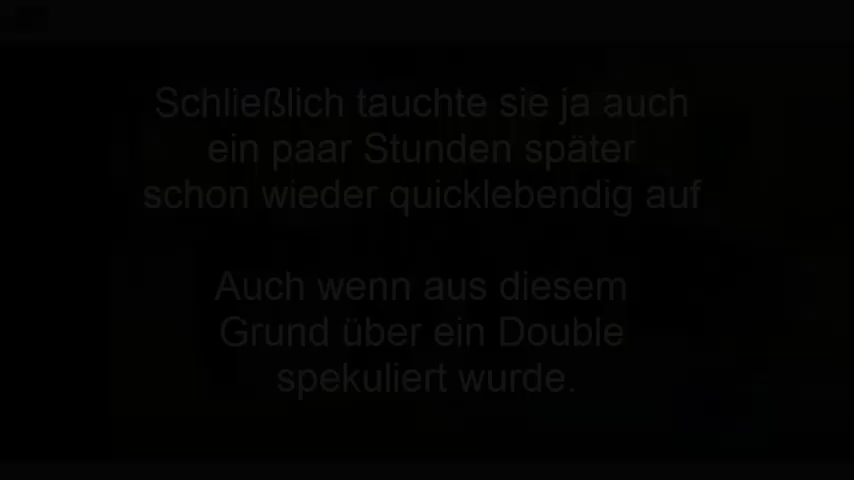 Schließlich tauchte sie ja auch
ein paar Stunden später
schon wieder quicklebendig auf
Auch wenn aus diesem
Grund über ein Double
spekuliert wurde.